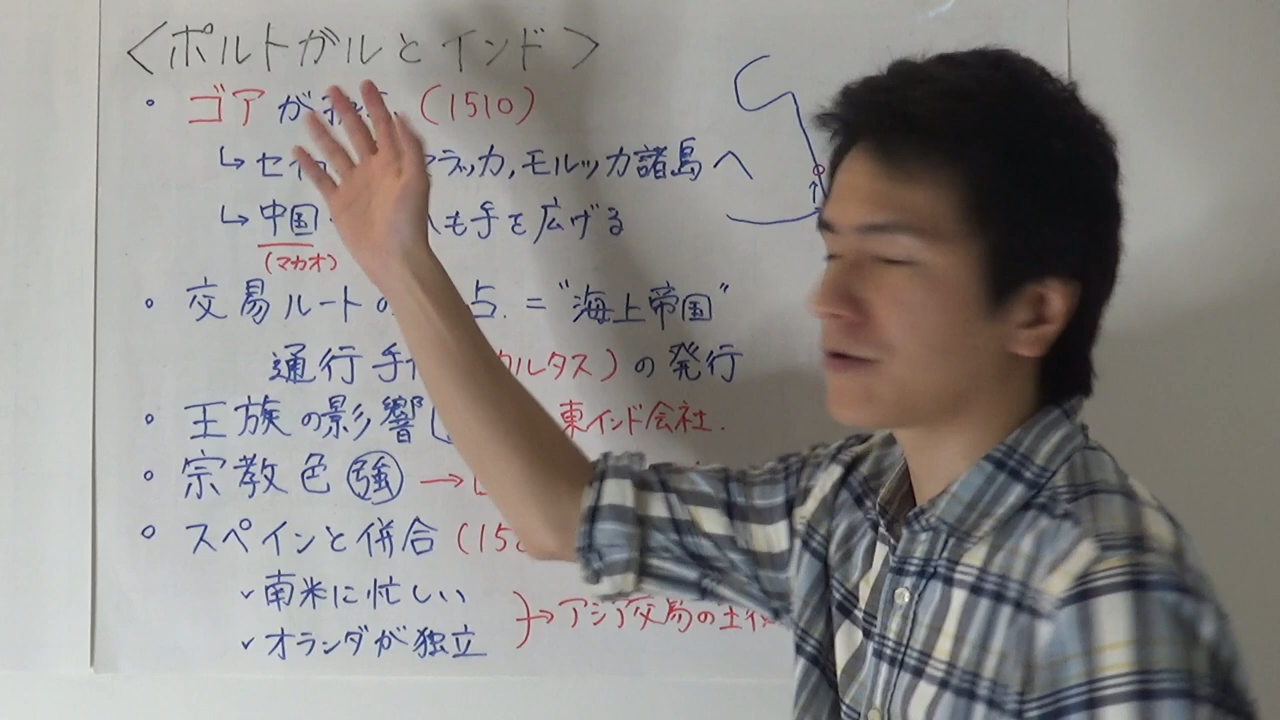 <ポルトガルとインド>
・ゴアが (1510)
↳ セイ ラッカ,モルッカ諸島へ
↳ 中国 も手を広げる
(マカオ)
・交易ルートの 占. = "海上帝国"
通行手 ルタス)の発行
・王族の影響 東インド会社.
・宗教色 強 →
・スペインと併合 (15
✓南米に忙しい
✓オランダが独立
}→アジア交易の主